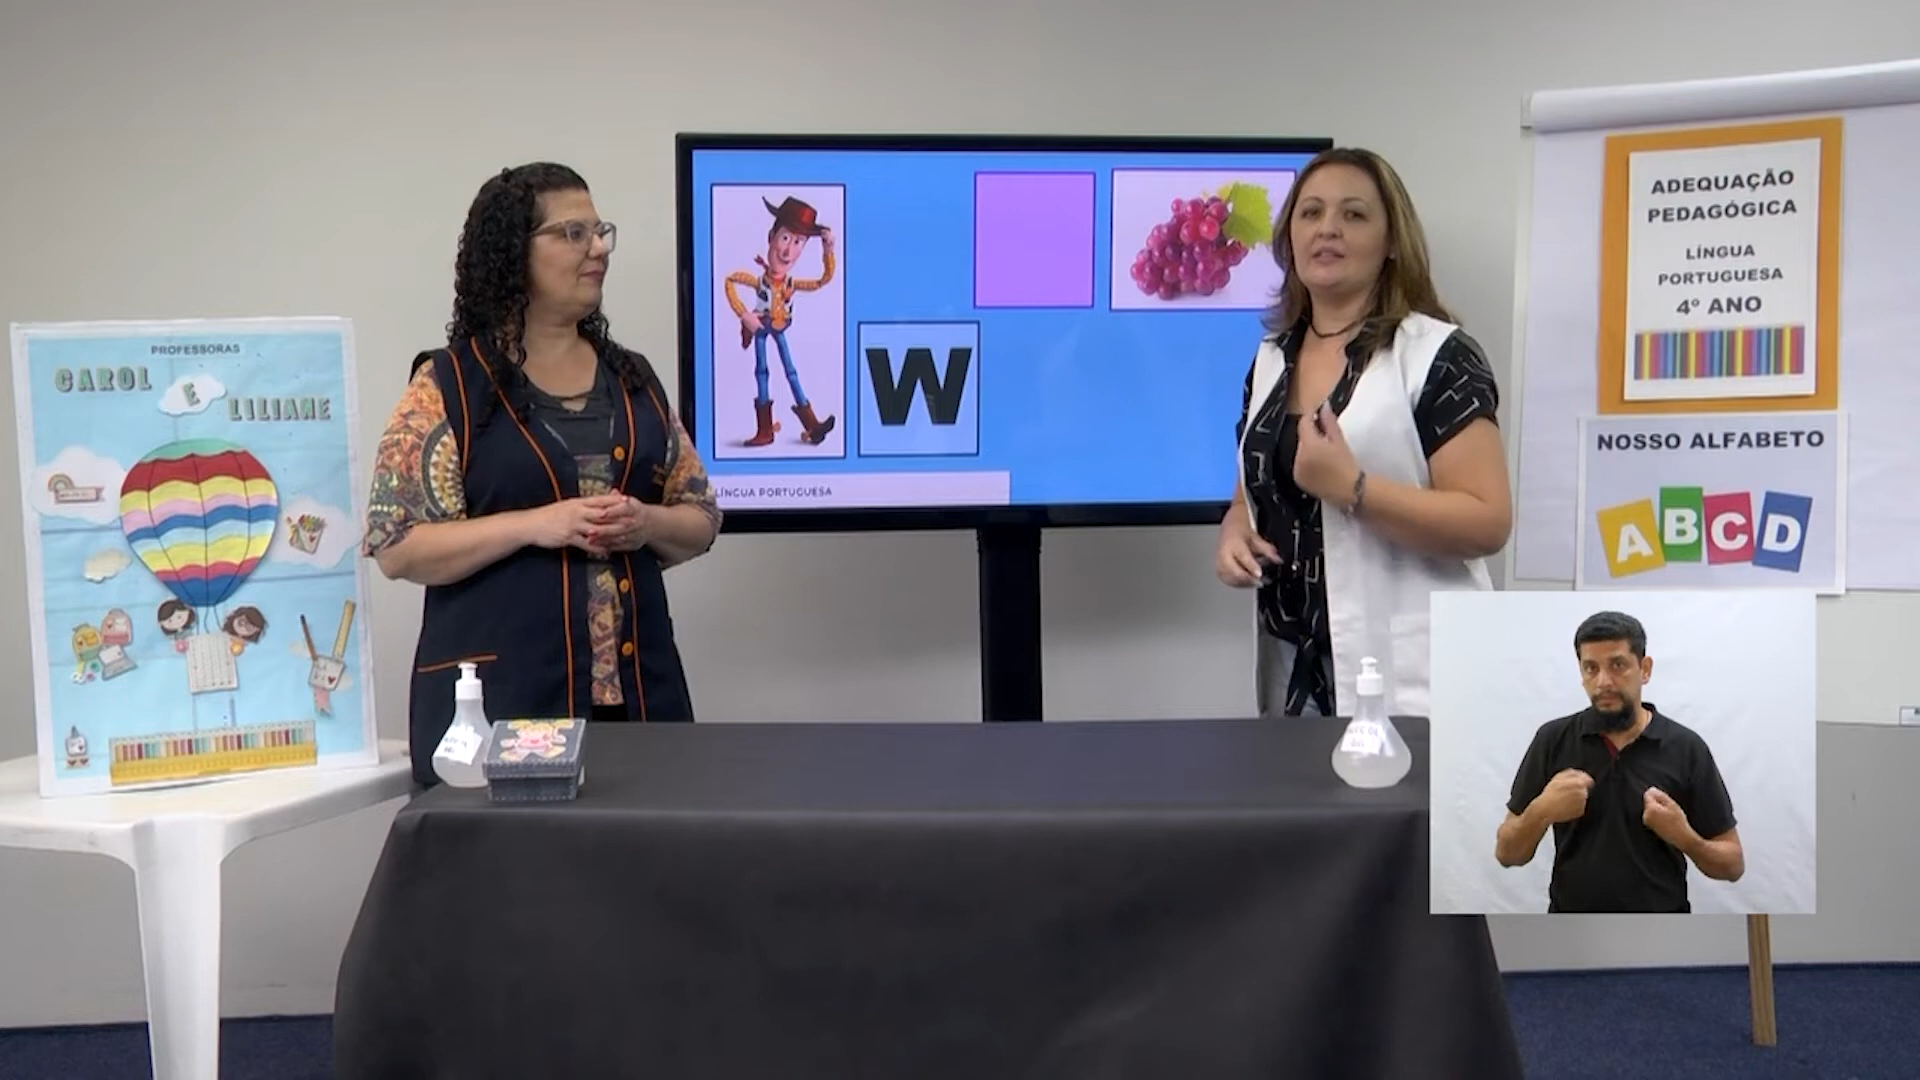 PROFESSORAS
CAROL
E
LILIANE
W
LÍNGUA PORTUGUESA
ADEQUAÇÃO
PEDAGÓGICA
LÍNGUA
PORTUGUESA
4º ANO
NOSSO ALFABETO
ABCD